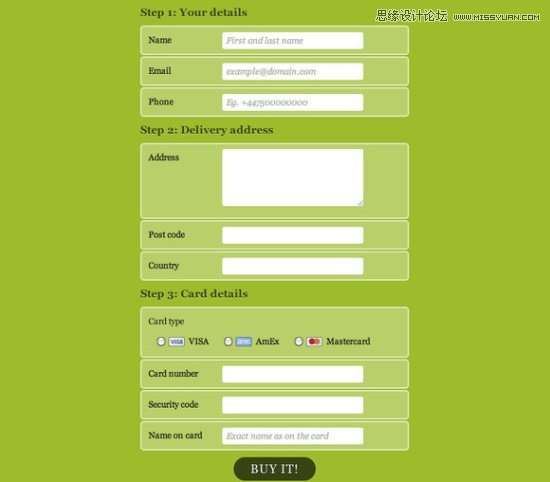 思缘设计论坛 WWW.MISSYUAN.COM
Step 1: Your details
Name First and last name
Email example@domain.com
Phone Eg. +447500000000
Step 2: Delivery address
Address
Post code
Country
Step 3: Card details
Card type
VISA VISA AmEx Mastercard
Card number
Security code
Name on card Exact name as on the card
BUY IT!